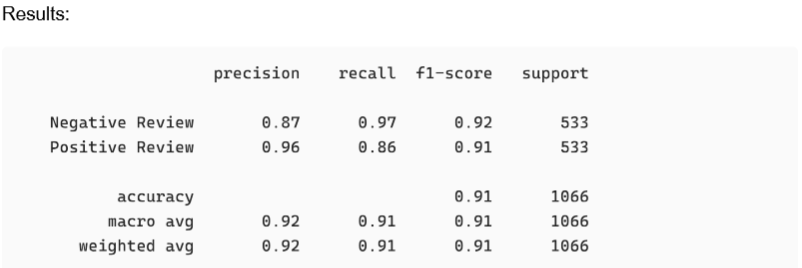 Results:
precision recall f1-score support
Negative Review 0.87 0.97 0.92 533
Positive Review 0.96 0.86 0.91 533
accuracy 0.91 1066
macro avg 0.92 0.91 0.91 1066
weighted avg 0.92 0.91 0.91 1066